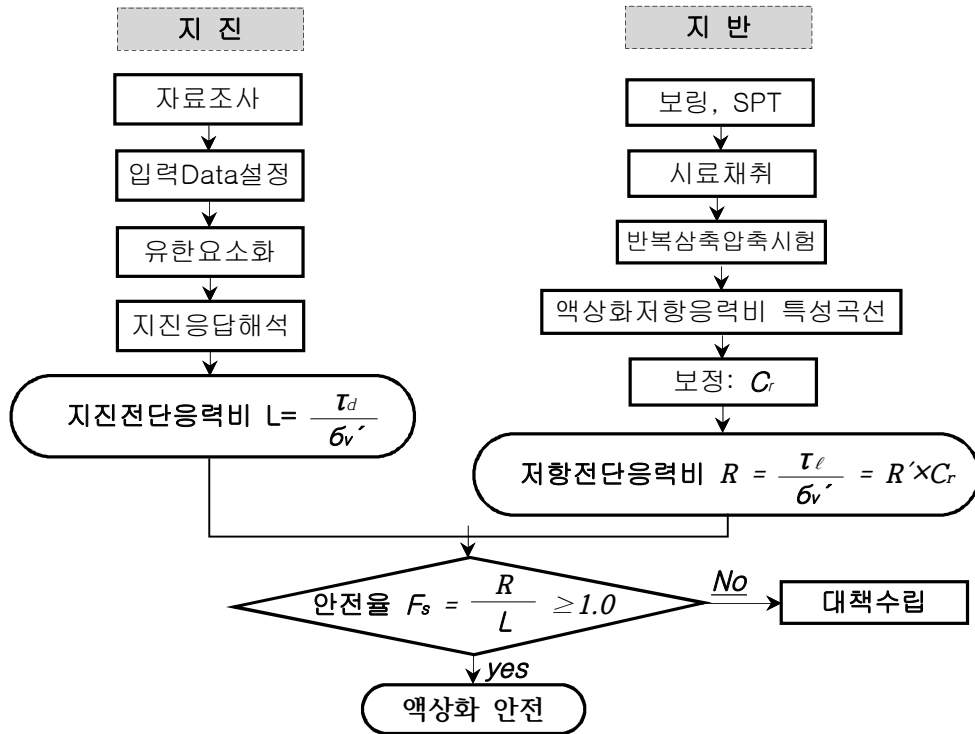 지 진
자료조사
입력Data설정
유한요소화
지진응답해석
지진전단응력비 L= τd / σv´
지 반
보링, SPT
시료채취
반복삼축압축시험
액상화저항응력비 특성곡선
보정: Cr
저항전단응력비 R = τℓ / σv´ = R´×Cr
안전율 Fs = R / L ≥1.0
No
대책수립
yes
액상화 안전